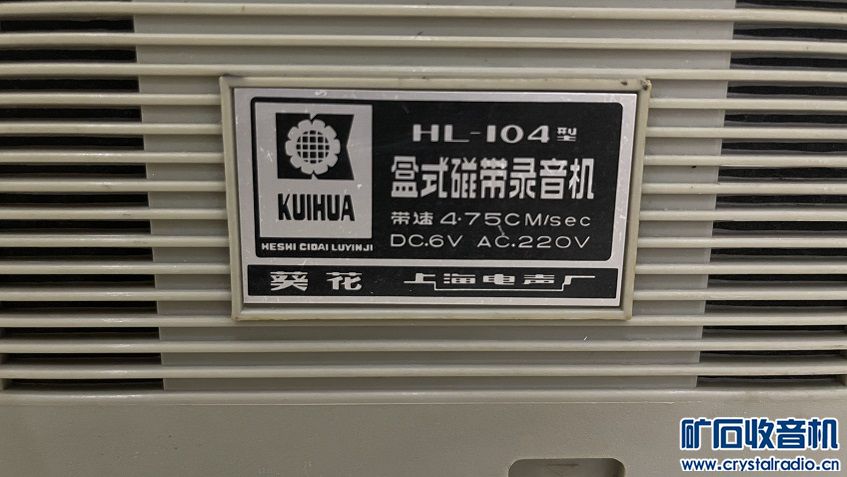 HL-104型
盒式磁带录音机
带速 4·75CM/sec
DC.6V AC.220V
KUIHUA
HESHI CIDAI LUYINJI
葵花 上海电声厂
矿石收音机
www.crystalradio.cn